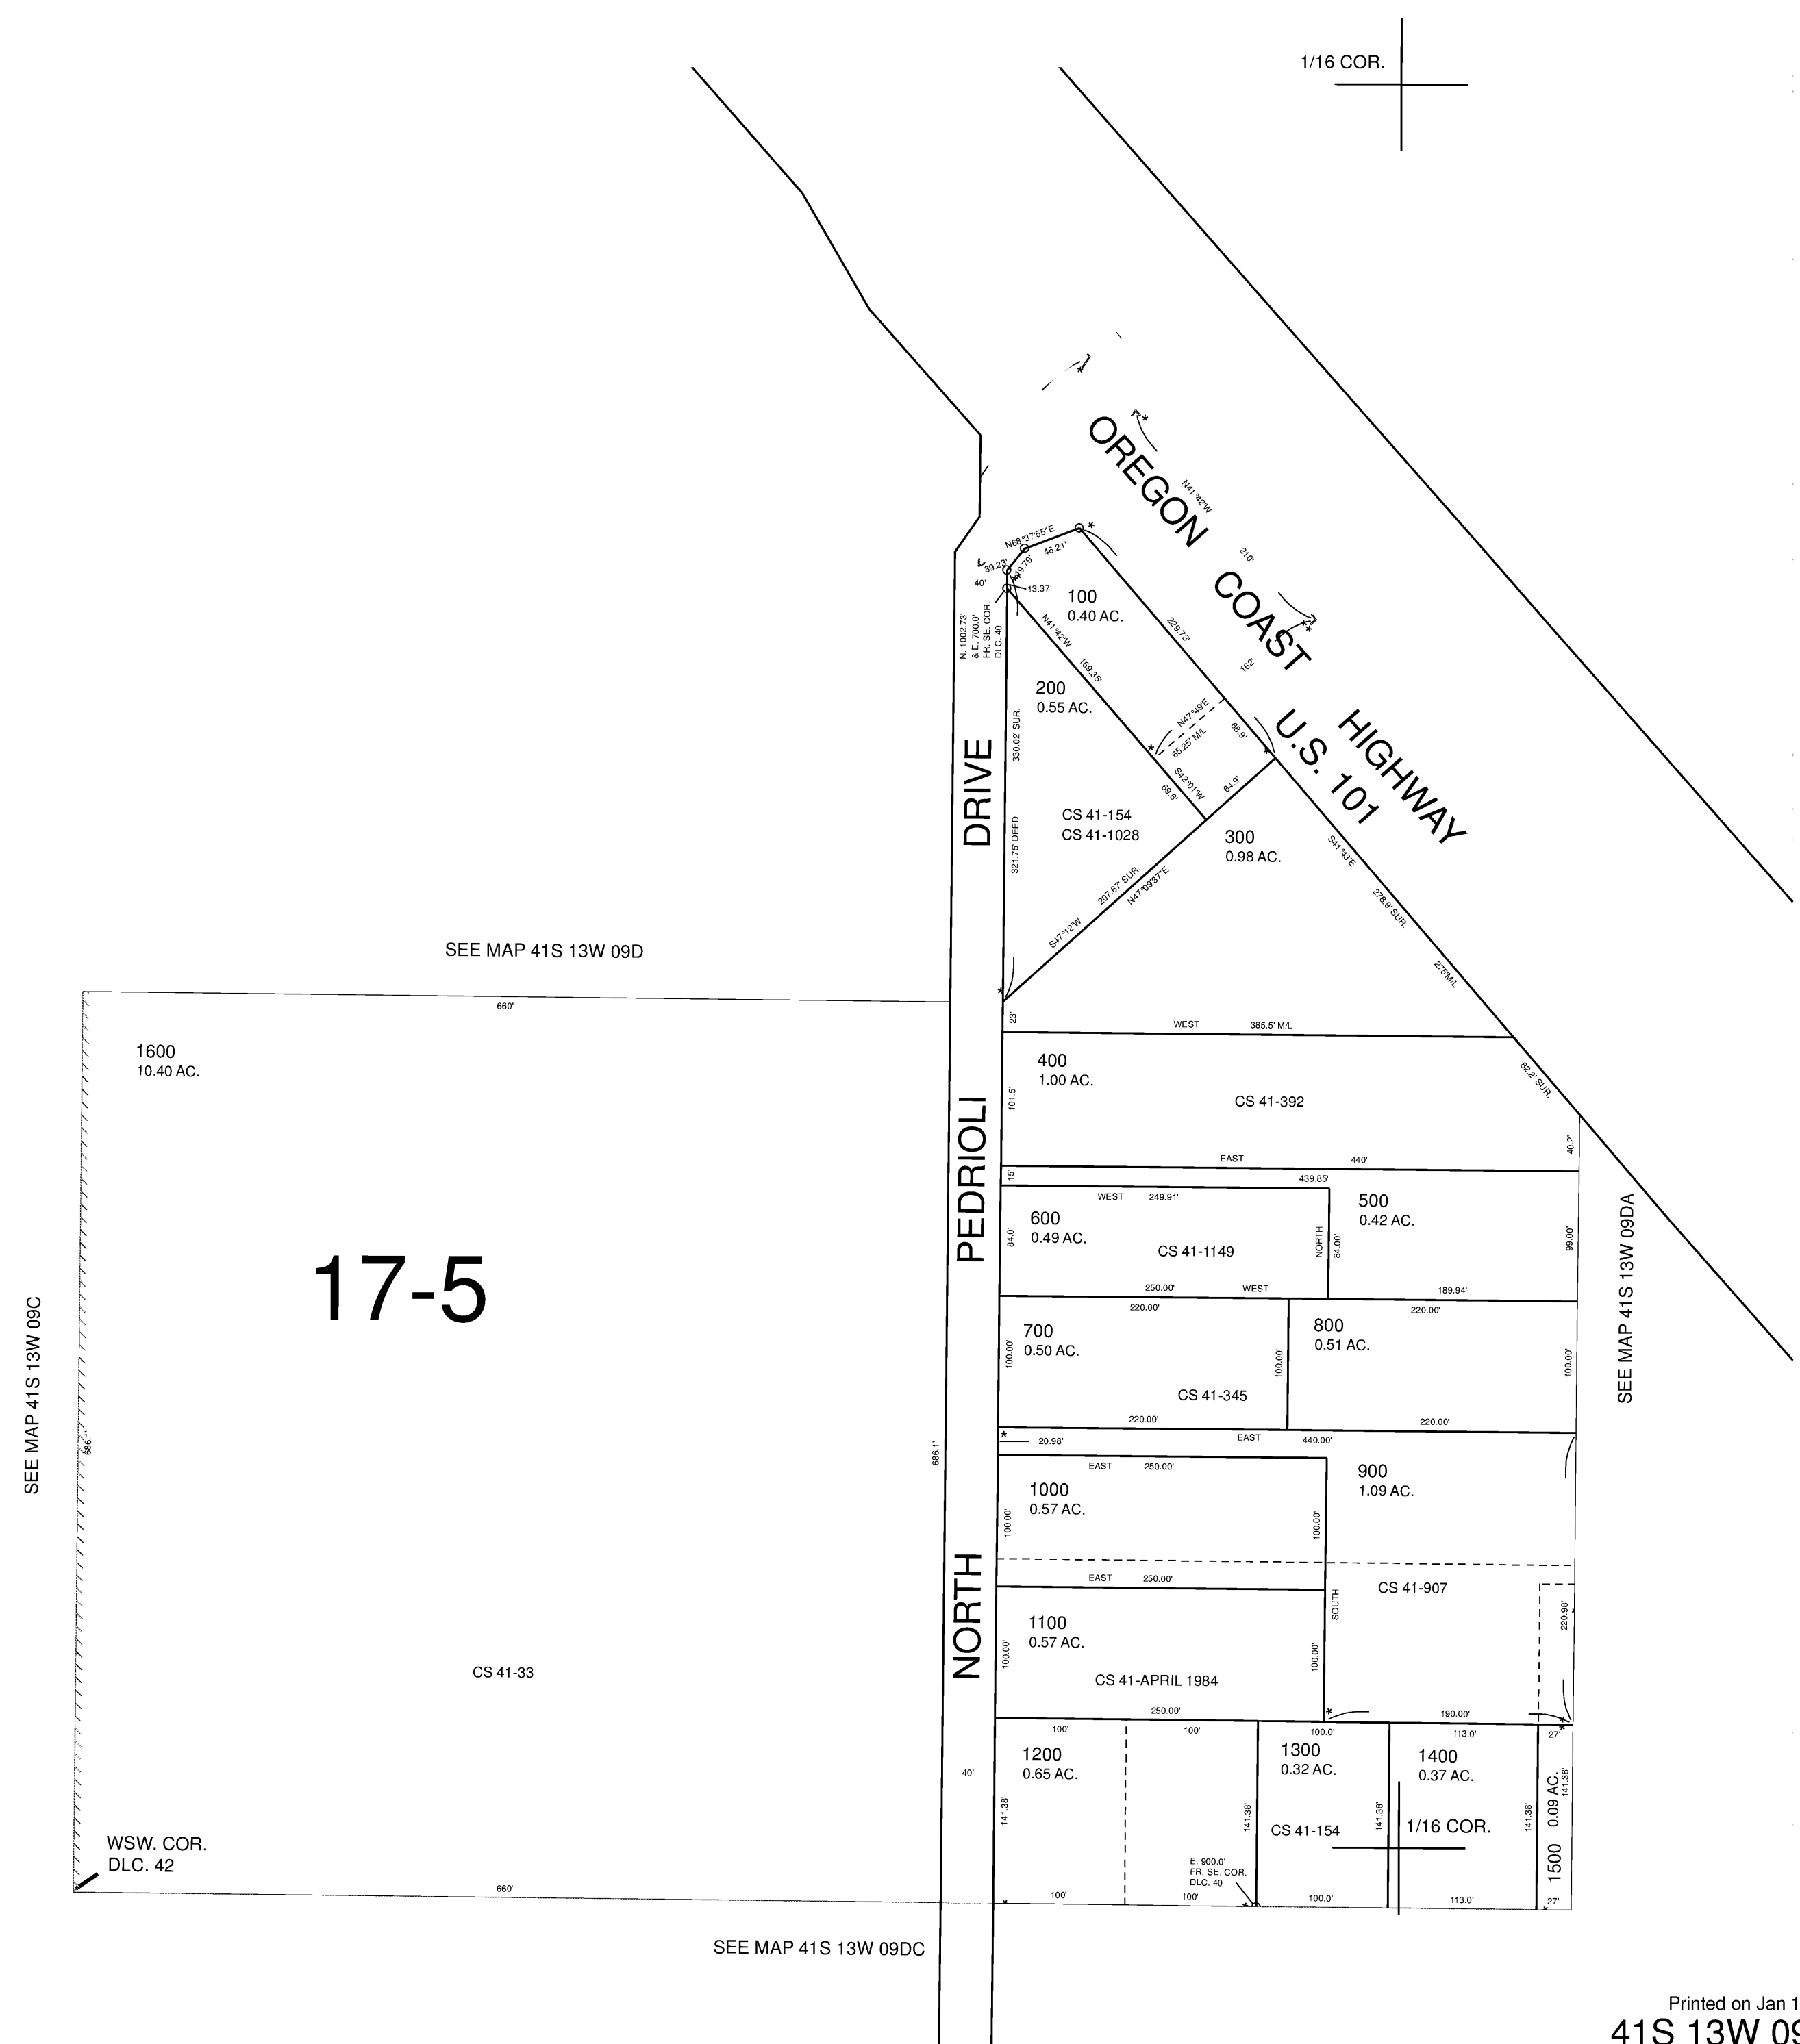 1/16 COR.
OREGON COAST HIGHWAY
U.S. 101
N41°42'W
210'
162'
N68°37'55"E
46.21'
39.23'
40'
13.37'
N. 1002.73'
& E. 700.0'
FR. SE. COR.
DLC. 40
100
0.40 AC.
229.73'
N41°42'W
169.35'
200
0.55 AC.
330.02' SUR.
321.75' DEED
N47°49'E
65.25' M/L
68.9'
S42°01'W
69.6'
64.9'
CS 41-154
CS 41-1028
300
0.98 AC.
207.67' SUR.
S47°12'W
N47°09'37"E
S41°43'E
278.9' SUR.
275'M/L
SEE MAP 41S 13W 09D
660'
23'
WEST 385.5' M/L
1600
10.40 AC.
400
1.00 AC.
101.5'
CS 41-392
82.2' SUR.
40.2'
EAST 440'
15'
439.85'
WEST 249.91'
500
0.42 AC.
600
0.49 AC.
84.0'
CS 41-1149
NORTH
84.00'
99.00'
SEE MAP 41S 13W 09DA
17-5
SEE MAP 41S 13W 09C
250.00' WEST 189.94'
220.00' 220.00'
700
0.50 AC.
100.00'
800
0.51 AC.
100.00'
100.00'
CS 41-345
220.00' 220.00'
686.1'
686.1'
NORTH PEDRIOLI DRIVE
20.98'
EAST 440.00'
EAST 250.00'
900
1.09 AC.
1000
0.57 AC.
100.00'
100.00'
EAST 250.00'
CS 41-907
SOUTH
220.98'
1100
0.57 AC.
100.00'
100.00'
CS 41-33
CS 41-APRIL 1984
250.00' 190.00'
100' 100' 100.0' 113.0' 27'
1200
0.65 AC.
1300
0.32 AC.
1400
0.37 AC.
1500 0.09 AC.
40'
141.38'
141.38'
141.38'
141.38'
141.38'
CS 41-154
1/16 COR.
WSW. COR.
DLC. 42
E. 900.0'
FR. SE. COR.
DLC. 40
660'
100' 100' 100.0' 113.0' 27'
SEE MAP 41S 13W 09DC
Printed on Jan 1
41S 13W